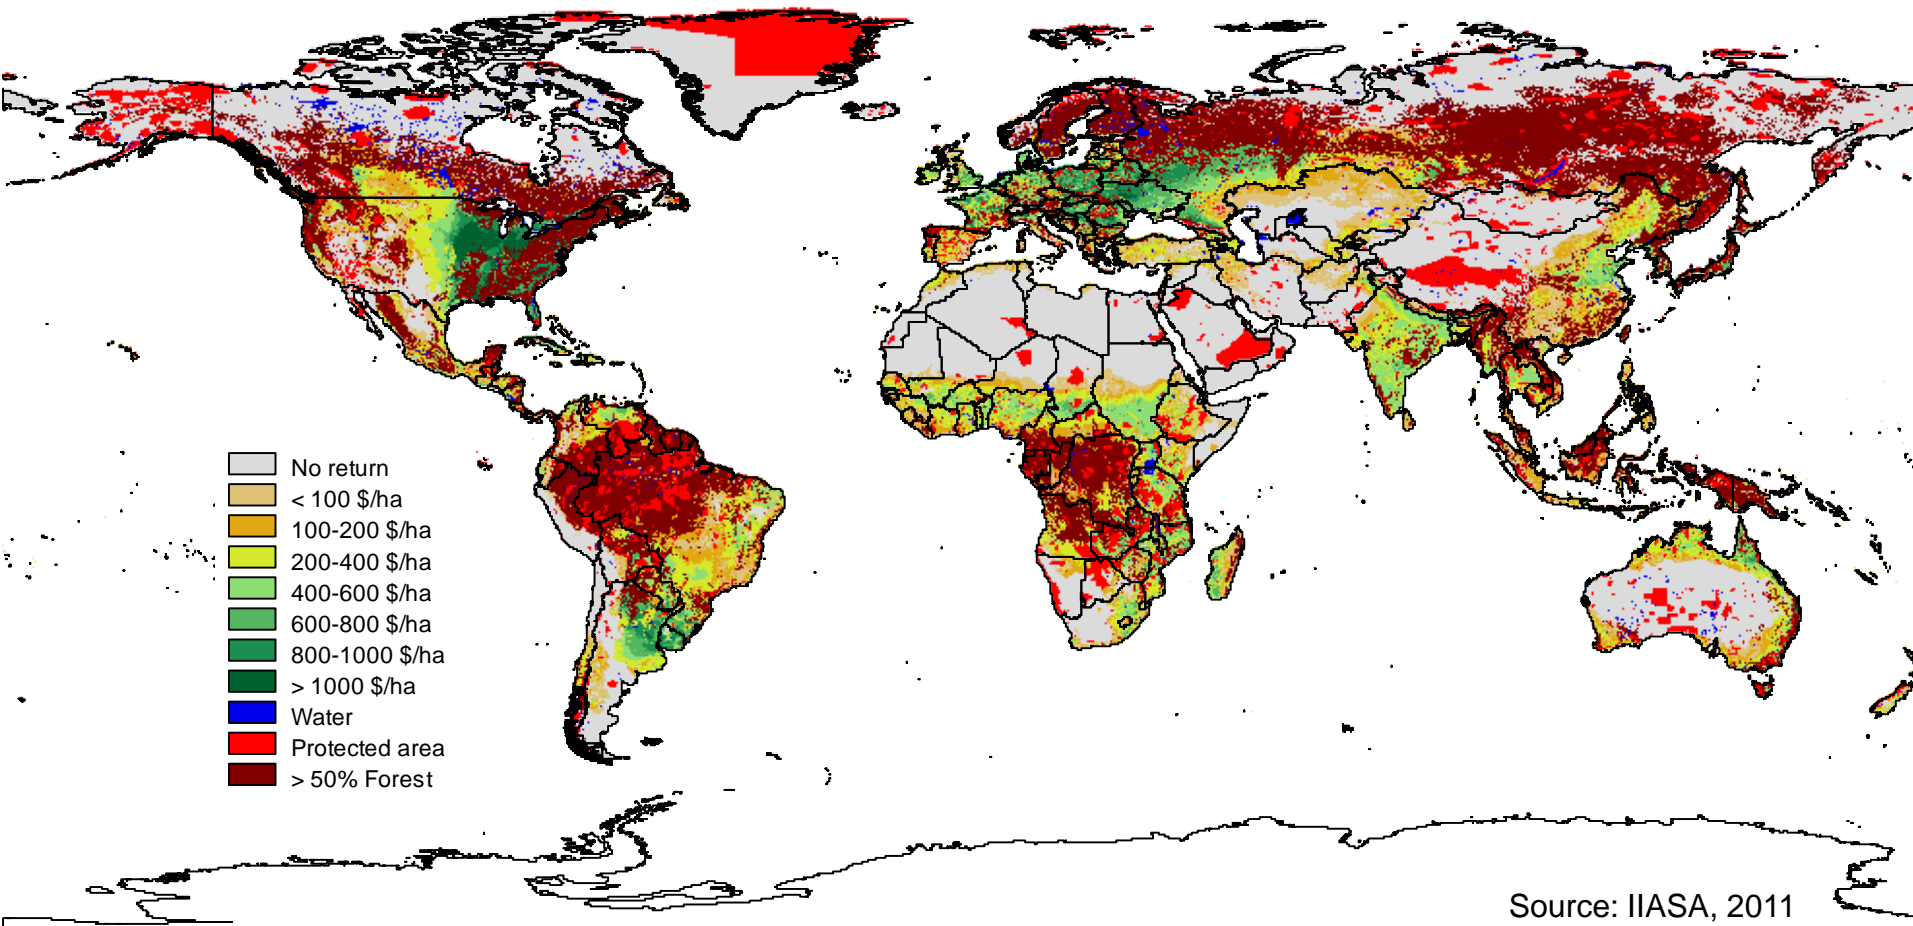 No return
< 100 $/ha
100-200 $/ha
200-400 $/ha
400-600 $/ha
600-800 $/ha
800-1000 $/ha
> 1000 $/ha
Water
Protected area
> 50% Forest
Source: IIASA, 2011